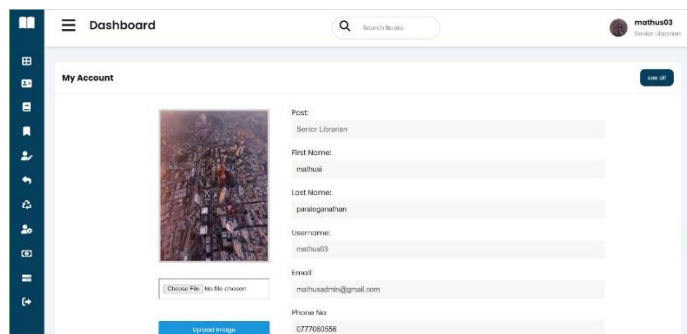 Dashboard
Search Books
mathus03
Senior Librarian
My Account
see all
Post:
Senior Librarian
First Name:
mathusi
Last Name:
paraloganathan
Username:
mathus03
Email:
mathusadmin@gmail.com
Choose File No file chosen
Phone No:
Upload Image
0777080556